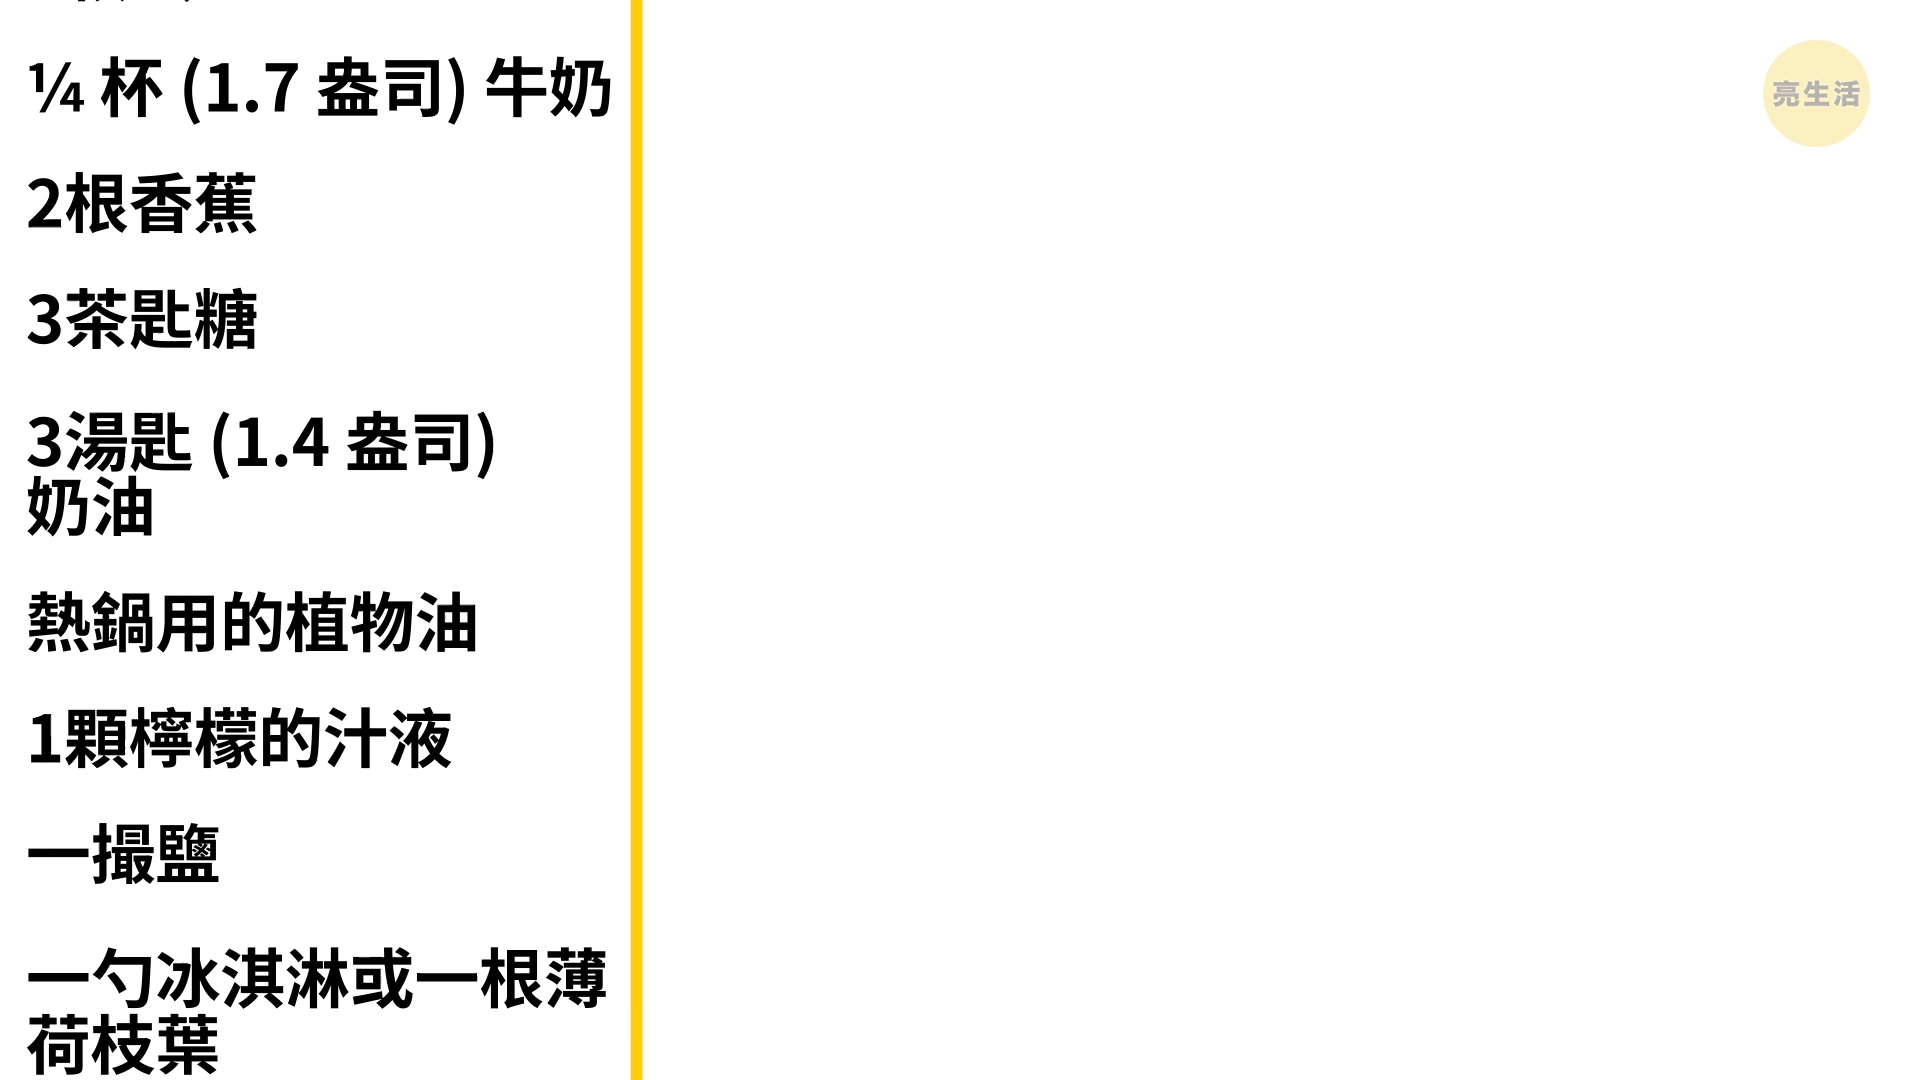 ¼ 杯 (1.7 盎司) 牛奶
亮生活
2根香蕉
3茶匙糖
3湯匙 (1.4 盎司)
奶油
熱鍋用的植物油
1顆檸檬的汁液
一撮鹽
一勺冰淇淋或一根薄
荷枝葉